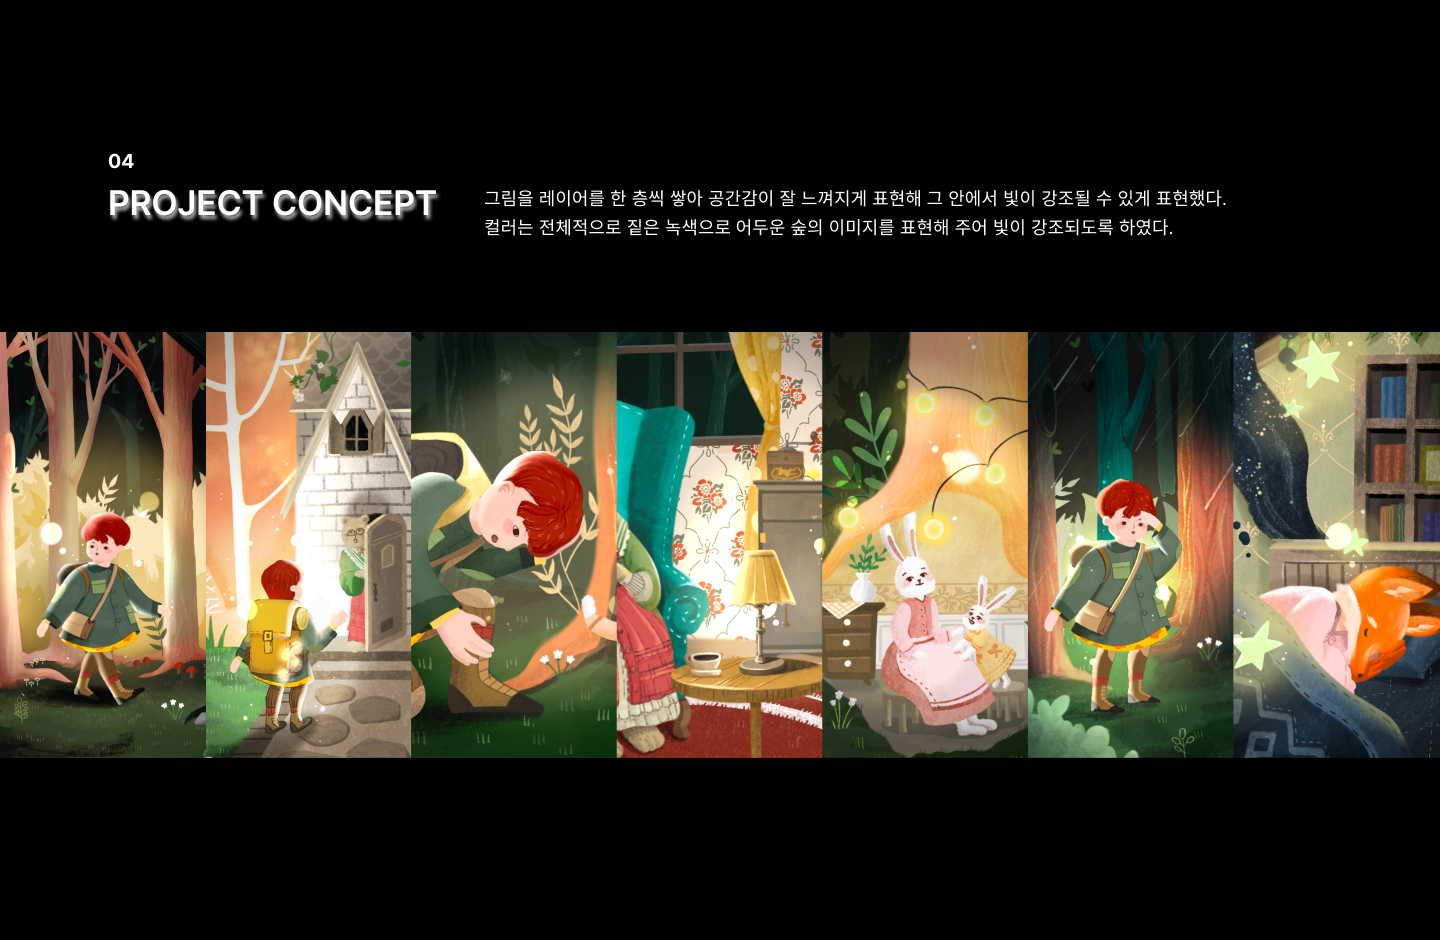 04
PROJECT CONCEPT
그림을 레이어를 한 층씩 쌓아 공간감이 잘 느껴지게 표현해 그 안에서 빛이 강조될 수 있게 표현했다.
컬러는 전체적으로 짙은 녹색으로 어두운 숲의 이미지를 표현해 주어 빛이 강조되도록 하였다.